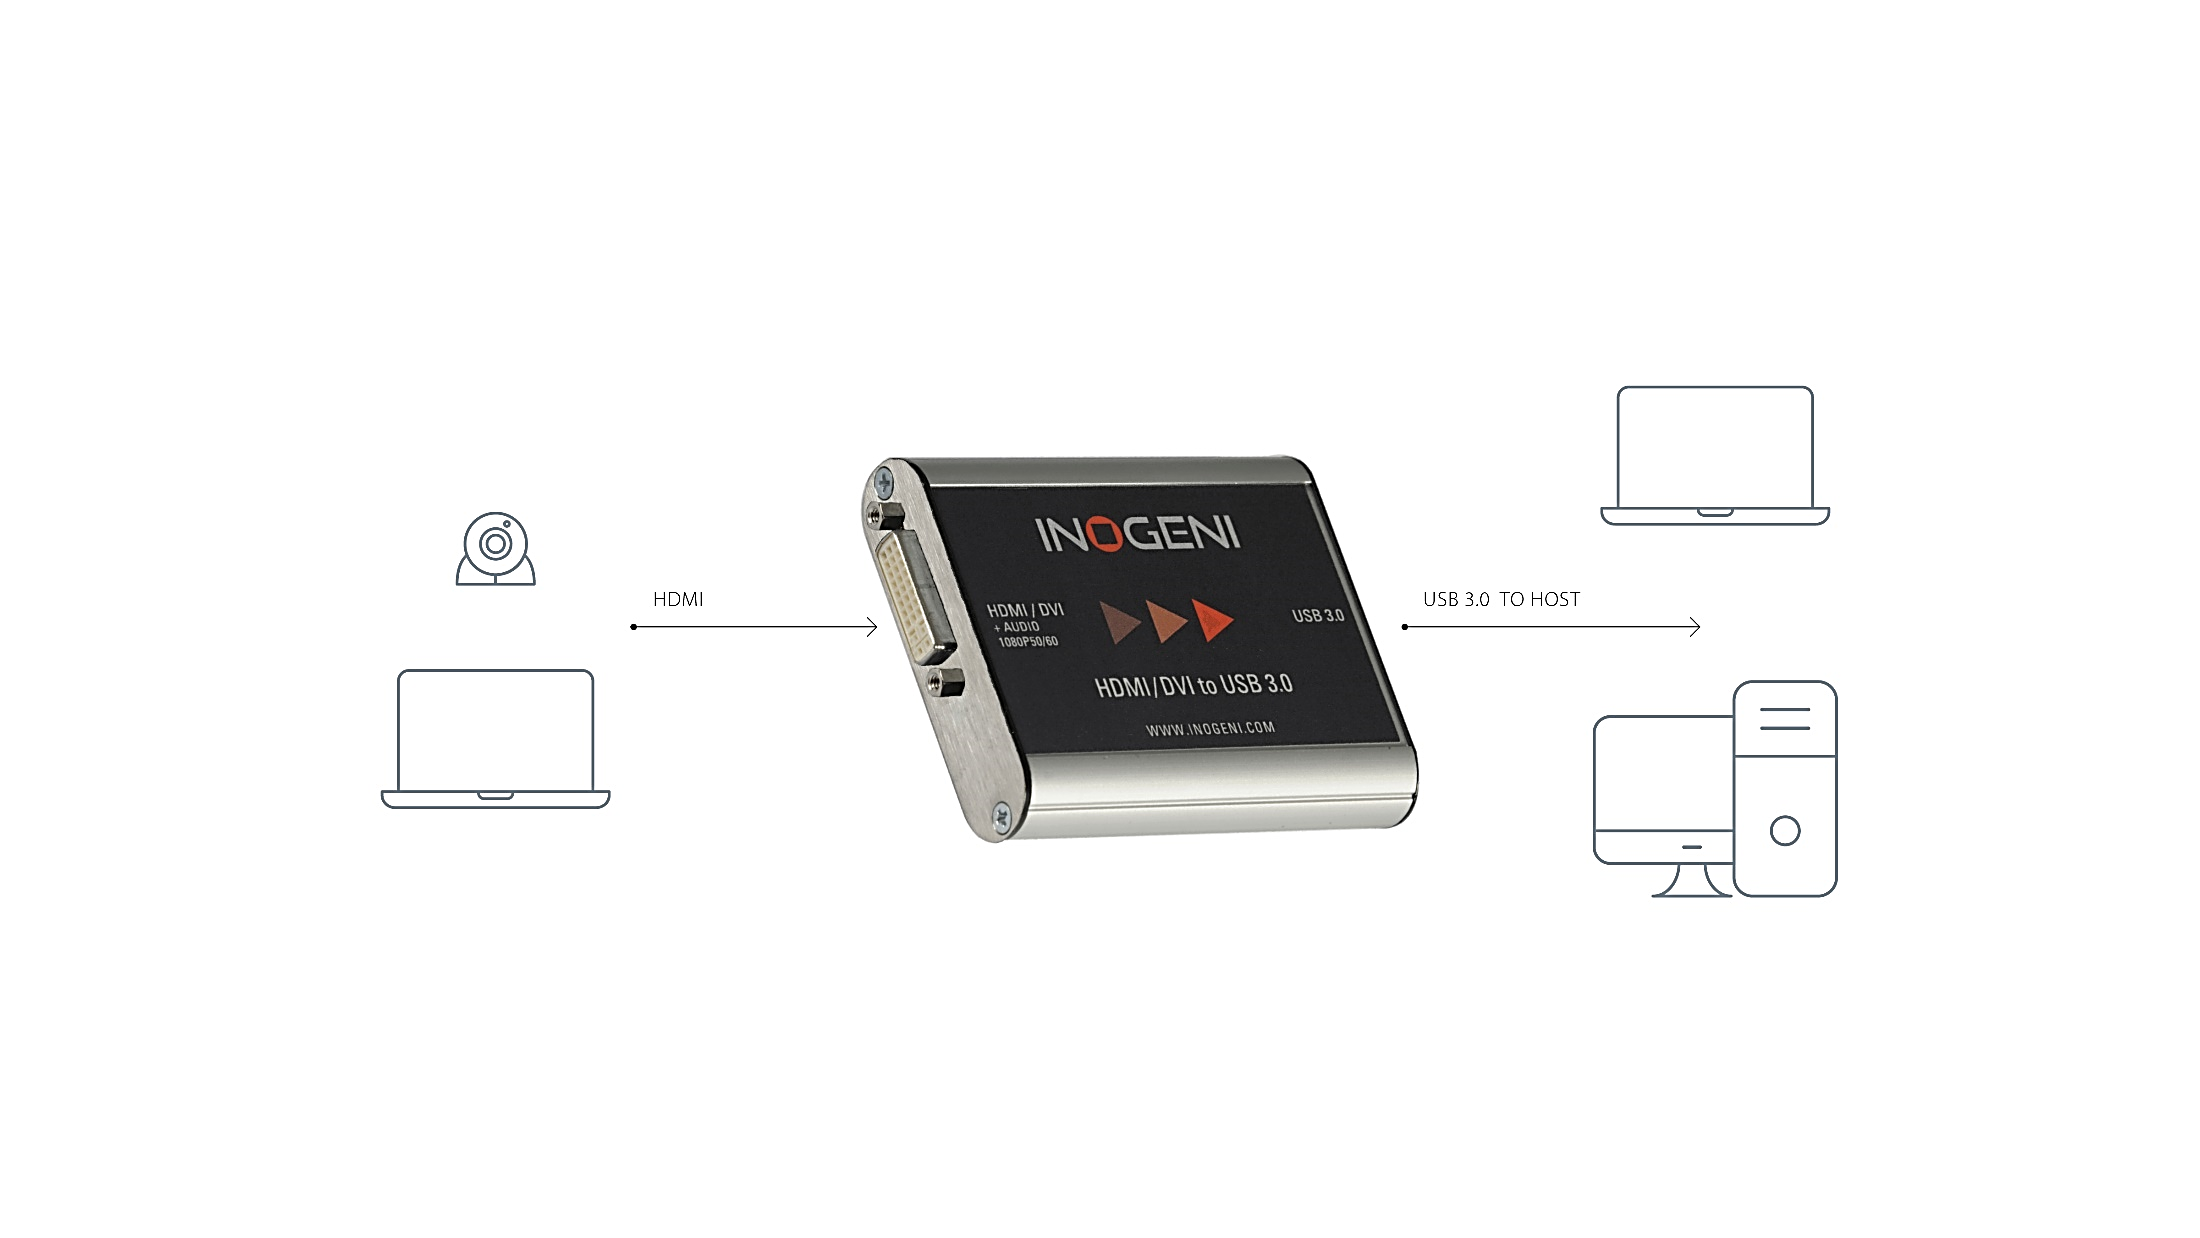 HDMI
INOGENI
HDMI / DVI
+ AUDIO
1080P50/60
USB 3.0
HDMI/DVI to USB 3.0
WWW.INOGENI.COM
USB 3.0 TO HOST